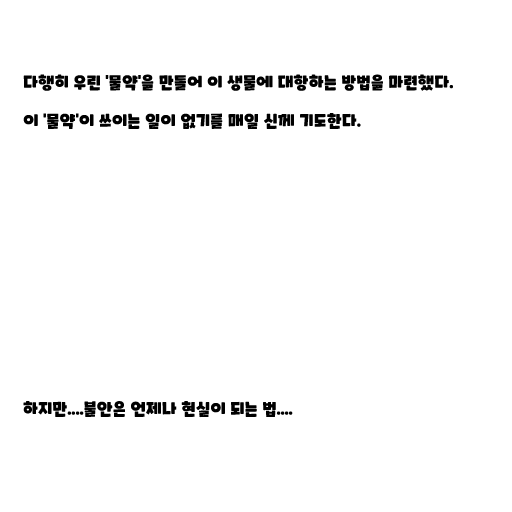 다행히 우린 '물약'을 만들어 이 생물에 대항하는 방법을 마련했다.
이 '물약'이 쓰이는 일이 없기를 매일 신께 기도한다.
하지만....불안은 언제나 현실이 되는 법....